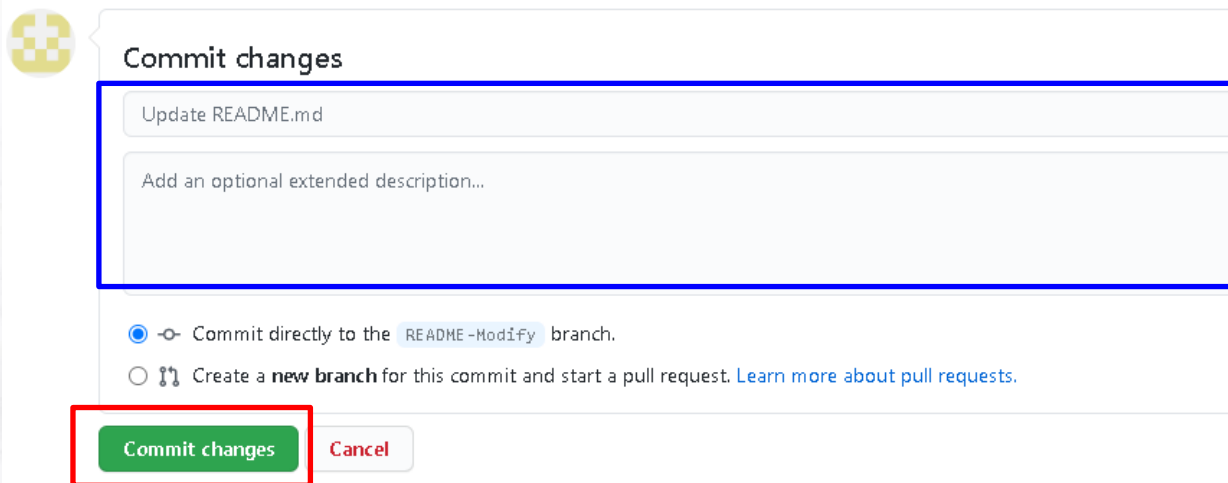 Commit changes
Update README.md
Add an optional extended description...
Commit directly to the README-Modify branch.
Create a new branch for this commit and start a pull request. Learn more about pull requests.
Commit changes Cancel